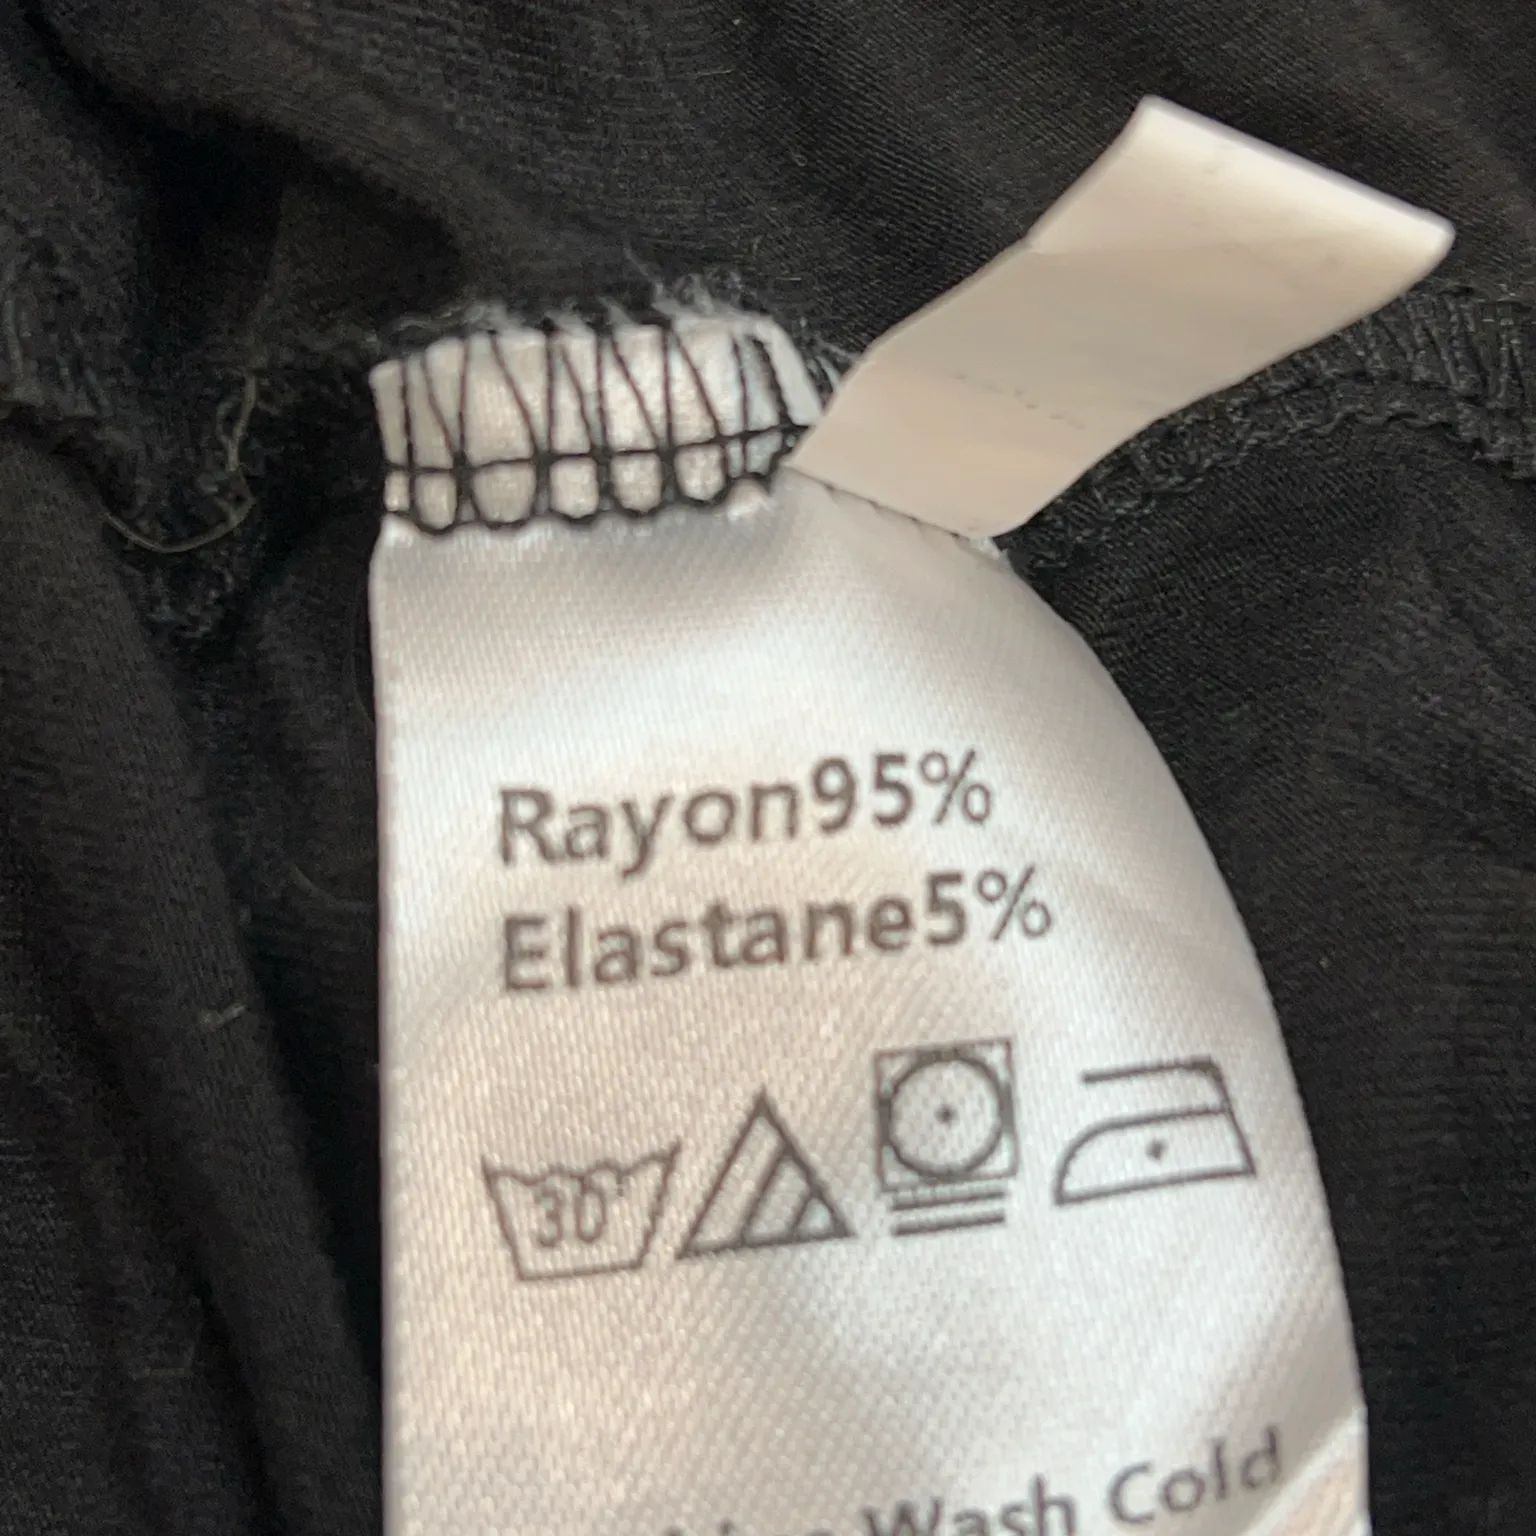 Rayon95%
Elastane5%
30
Wash Cold